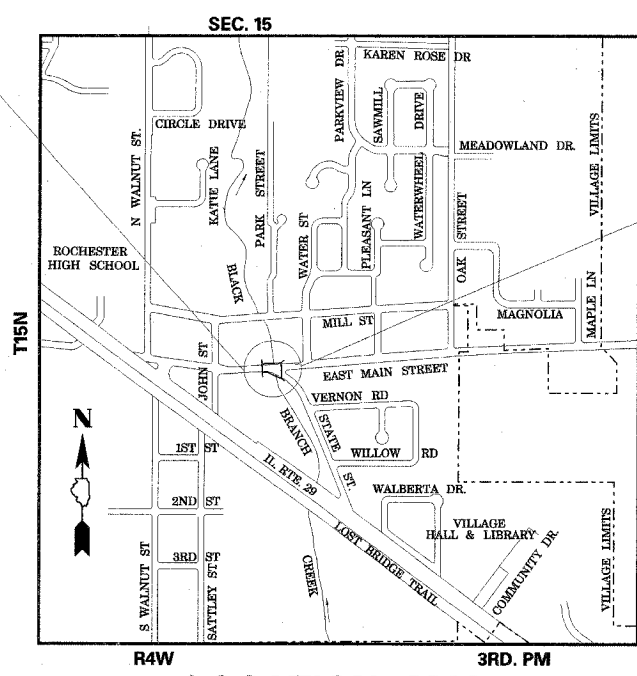 SEC. 15
KAREN ROSE DR
PARKVIEW DR
SAWMILL
DRIVE
CIRCLE DRIVE
N WALNUT ST.
MEADOWLAND DR.
VILLAGE LIMITS
KATIE LANE
PARK STREET
WATER ST
PLEASANT LN
WATERWHEEL
STREET
OAK
ROCHESTER
HIGH SCHOOL
BLACK
MAGNOLIA
MAPLE LN
MILL ST
T15N
JOHN ST
EAST MAIN STREET
VERNON RD
N
BRANCH
STATE
ST.
1ST ST
WILLOW RD
IL. RTE. 29
WALBERTA DR.
2ND ST
VILLAGE
HALL & LIBRARY
LOST BRIDGE TRAIL
COMMUNITY DR.
VILLAGE LIMITS
3RD ST
CREEK
S WALNUT ST
SATTLEY ST
R4W
3RD. PM